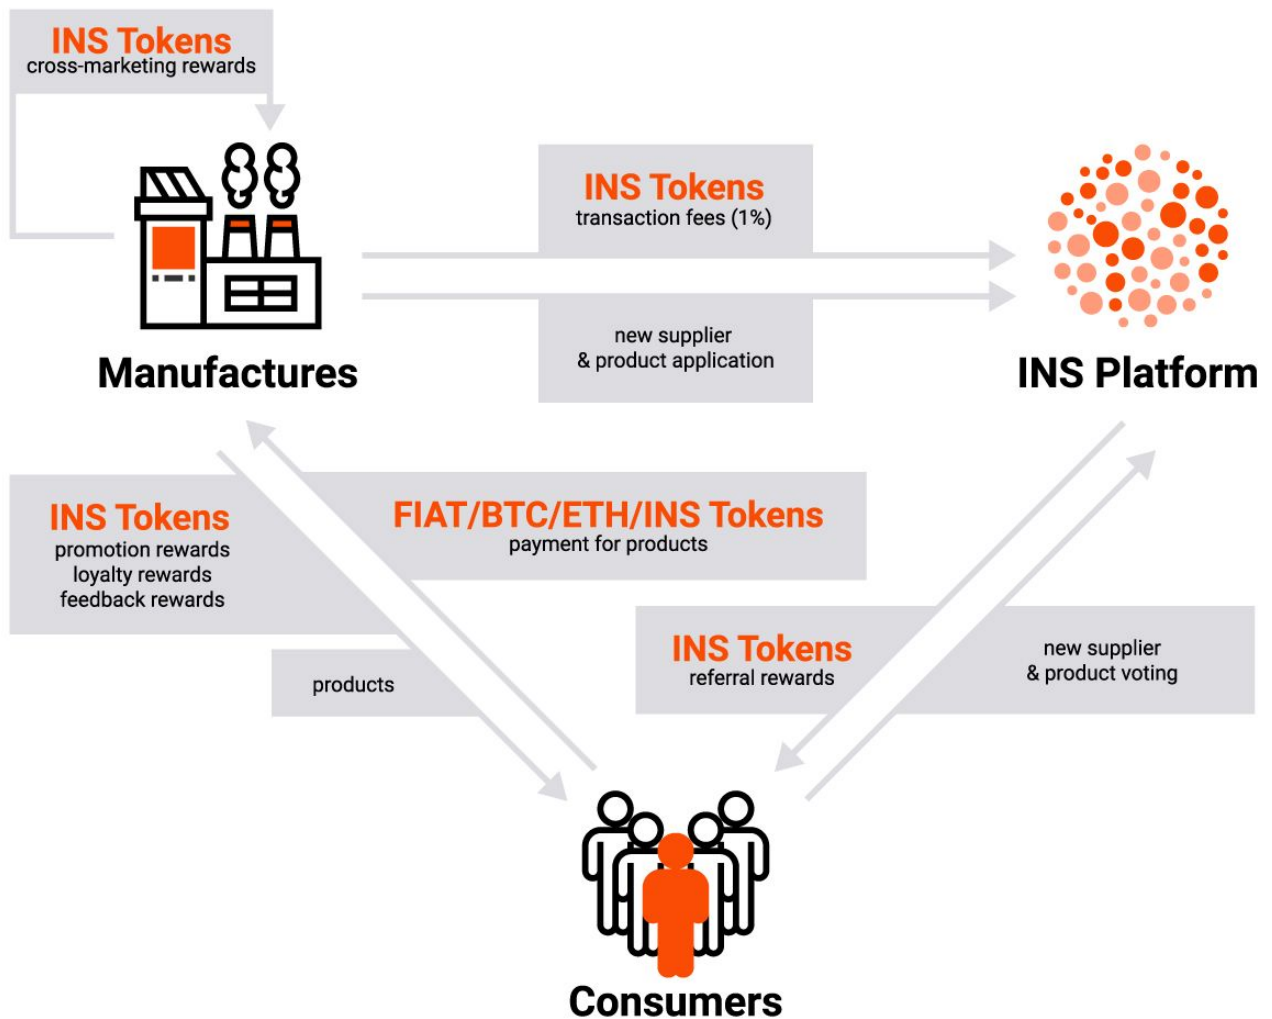 INS Tokens
cross-marketing rewards
INS Tokens
transaction fees (1%)
new supplier
& product application
Manufactures
INS Platform
INS Tokens
promotion rewards
loyalty rewards
feedback rewards
FIAT/BTC/ETH/INS Tokens
payment for products
products
INS Tokens
referral rewards
new supplier
& product voting
Consumers